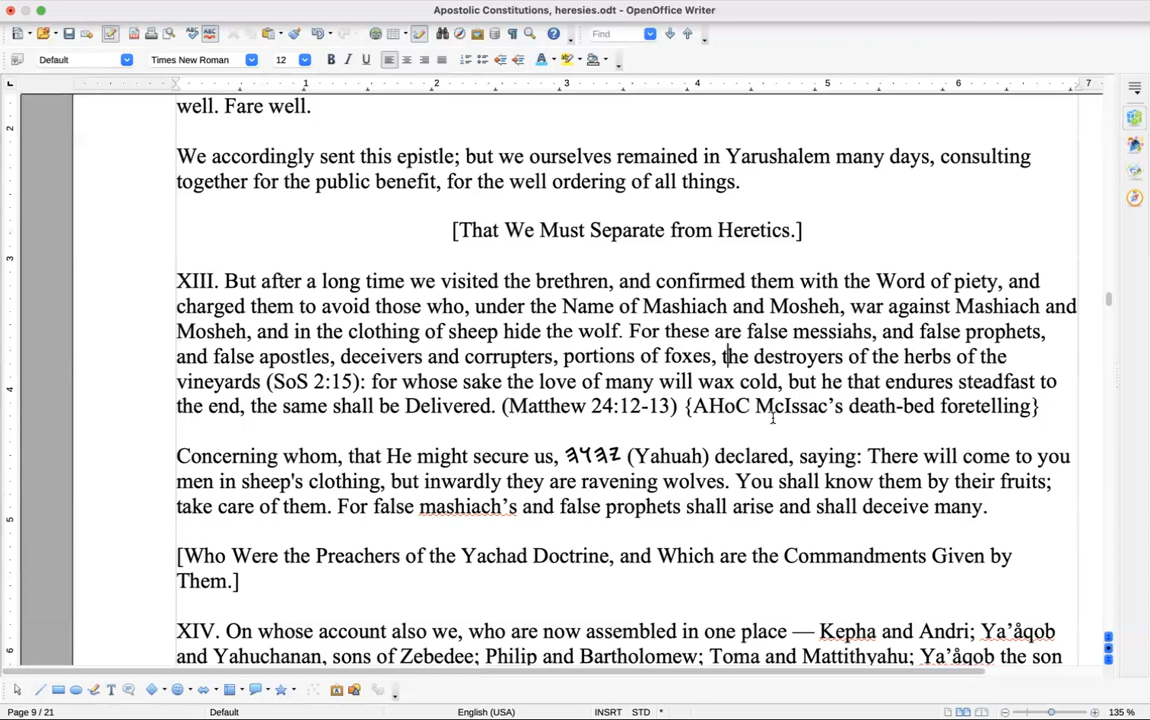 Apostolic Constitutions, heresies.odt - OpenOffice Writer
Find
Default Times New Roman 12 B I U A
1 2 3 4 5 6 7
well. Fare well.
We accordingly sent this epistle; but we ourselves remained in Yarushalem many days, consulting
together for the public benefit, for the well ordering of all things.
[That We Must Separate from Heretics.]
XIII. But after a long time we visited the brethren, and confirmed them with the Word of piety, and
charged them to avoid those who, under the Name of Mashiach and Mosheh, war against Mashiach and
Mosheh, and in the clothing of sheep hide the wolf. For these are false messiahs, and false prophets,
and false apostles, deceivers and corrupters, portions of foxes, the destroyers of the herbs of the
vineyards (SoS 2:15): for whose sake the love of many will wax cold, but he that endures steadfast to
the end, the same shall be Delivered. (Matthew 24:12-13) {AHoC McIssac’s death-bed foretelling}
Concerning whom, that He might secure us, 𐤉𐤄𐤅𐤄 (Yahuah) declared, saying: There will come to you
men in sheep's clothing, but inwardly they are ravening wolves. You shall know them by their fruits;
take care of them. For false mashiach’s and false prophets shall arise and shall deceive many.
[Who Were the Preachers of the Yachad Doctrine, and Which are the Commandments Given by
Them.]
XIV. On whose account also we, who are now assembled in one place — Kepha and Andri; Ya’åqob
and Yahuchanan, sons of Zebedee; Philip and Bartholomew; Toma and Mattithyahu; Ya’åqob the son
Page 9 / 21 Default English (USA) INSRT STD * 135 %